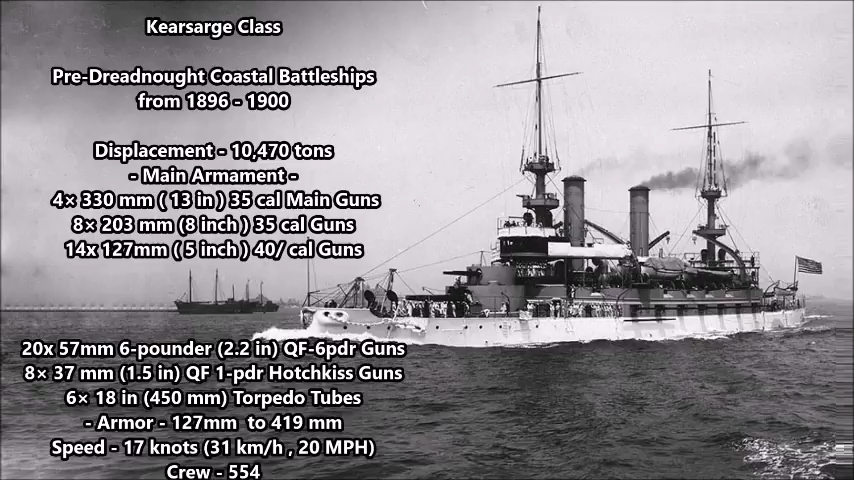 Kearsarge Class
Pre-Dreadnought Coastal Battleships
from 1896 - 1900
Displacement - 10,470 tons
- Main Armament -
4× 330 mm ( 13 in ) 35 cal Main Guns
8× 203 mm (8 inch ) 35 cal Guns
14x 127mm ( 5 inch ) 40/ cal Guns
20x 57mm 6-pounder (2.2 in) QF-6pdr Guns
8× 37 mm (1.5 in) QF 1-pdr Hotchkiss Guns
6× 18 in (450 mm) Torpedo Tubes
- Armor - 127mm  to 419 mm
Speed - 17 knots (31 km/h , 20 MPH)
Crew - 554